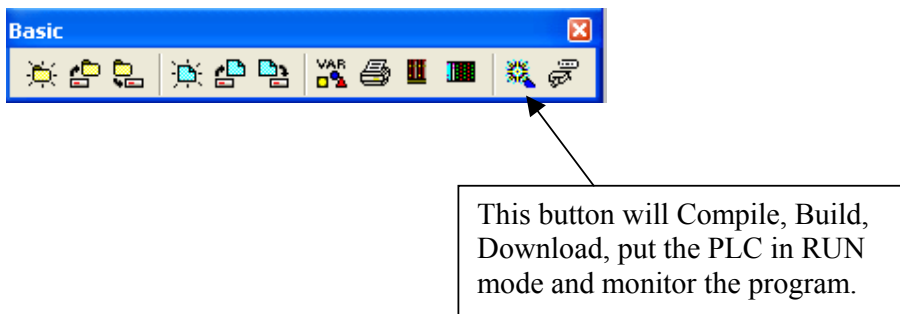 Basic
VAR
This button will Compile, Build,
Download, put the PLC in RUN
mode and monitor the program.